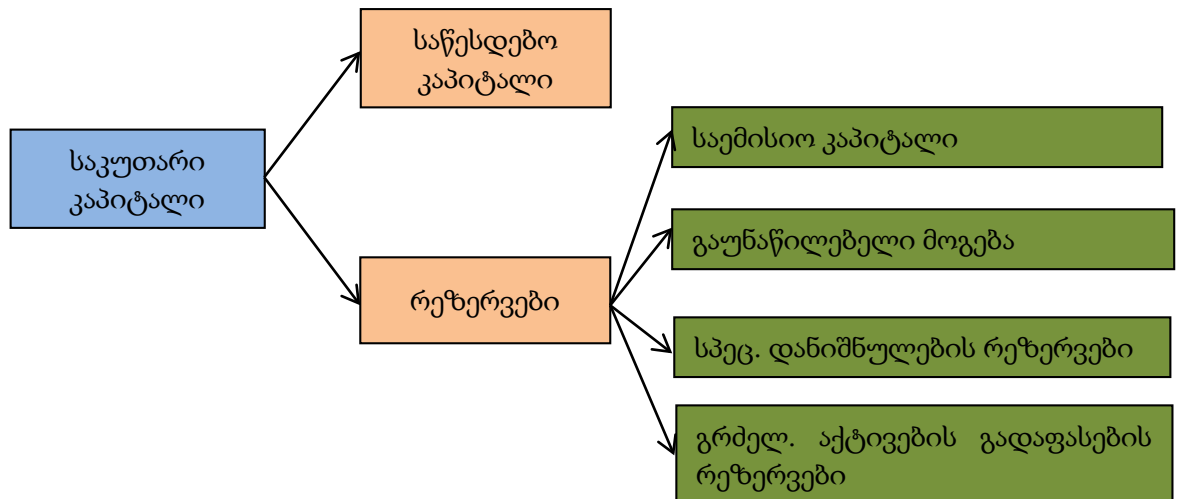 საწესდებო
კაპიტალი
საკუთარი
კაპიტალი
რეზერვები
საემისიო კაპიტალი
გაუნაწილებელი მოგება
სპეც. დანიშნულების რეზერვები
გრძელ. აქტივების გადაფასების
რეზერვები